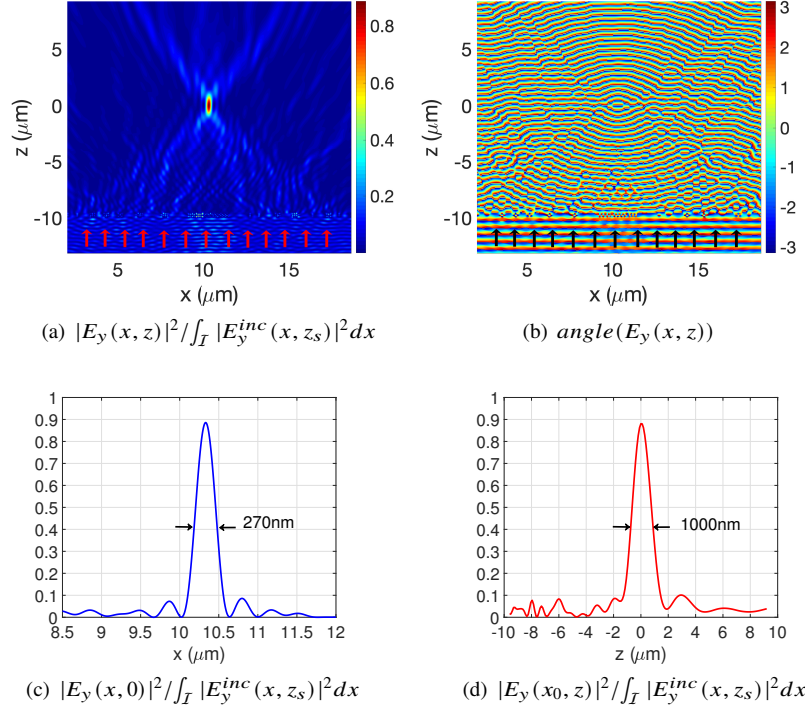 z (μm)
5
0
-5
-10
5 10 15
x (μm)
0.8
0.6
0.4
0.2
(a) |E_y(x, z)|²/∫_I |E_y^{inc}(x, z_s)|²dx
z (μm)
5
0
-5
-10
5 10 15
x (μm)
3
2
1
0
-1
-2
-3
(b) angle(E_y(x, z))
1
0.9
0.8
0.7
0.6
0.5
0.4
0.3
0.2
0.1
0
270nm
8.5 9 9.5 10 10.5 11 11.5 12
x (μm)
(c) |E_y(x, 0)|²/∫_I |E_y^{inc}(x, z_s)|²dx
1
0.9
0.8
0.7
0.6
0.5
0.4
0.3
0.2
0.1
0
1000nm
-10 -8 -6 -4 -2 0 2 4 6 8 10
z (μm)
(d) |E_y(x_0, z)|²/∫_I |E_y^{inc}(x, z_s)|²dx